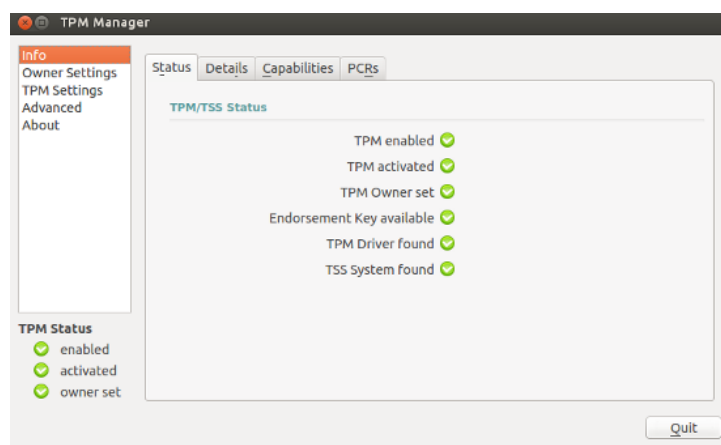 TPM Manager
Info
Owner Settings
TPM Settings
Advanced
About
Status Details Capabilities PCRs
TPM/TSS Status
TPM enabled
TPM activated
TPM Owner set
Endorsement Key available
TPM Driver found
TSS System found
TPM Status
enabled
activated
owner set
Quit